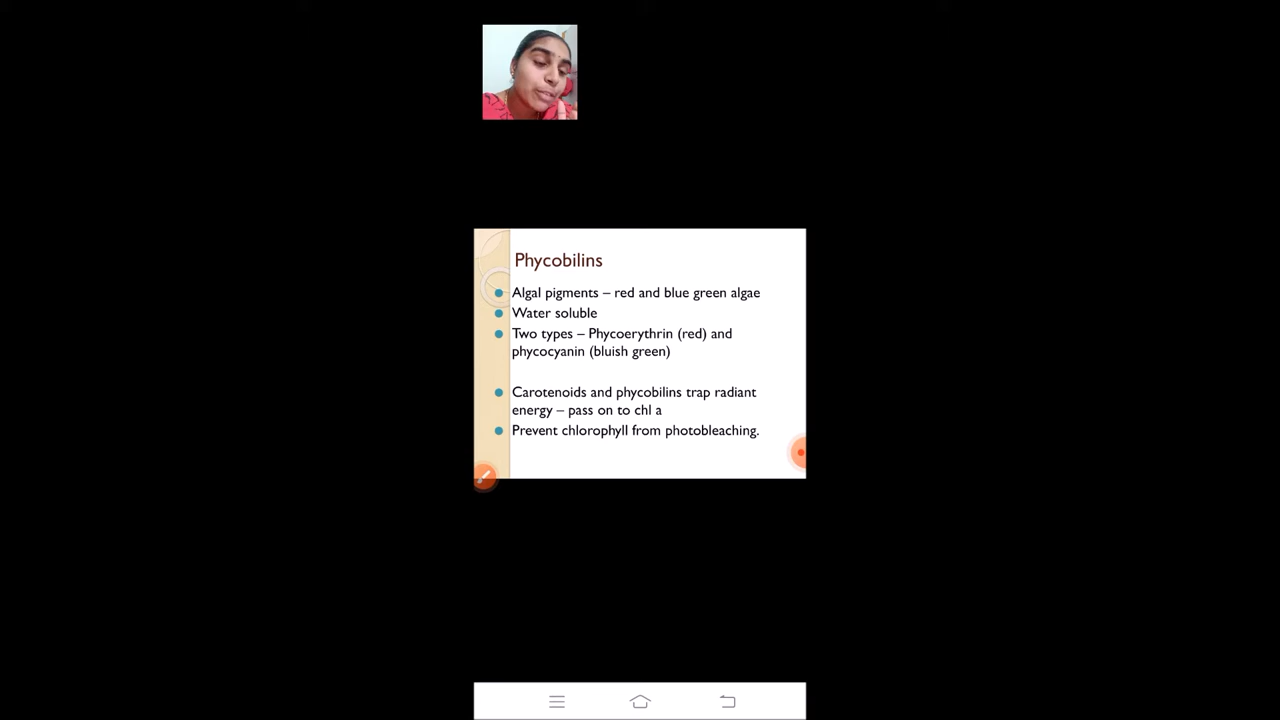 Phycobilins
Algal pigments – red and blue green algae
Water soluble
Two types – Phycoerythrin (red) and
phycocyanin (bluish green)
Carotenoids and phycobilins trap radiant
energy – pass on to chl a
Prevent chlorophyll from photobleaching.